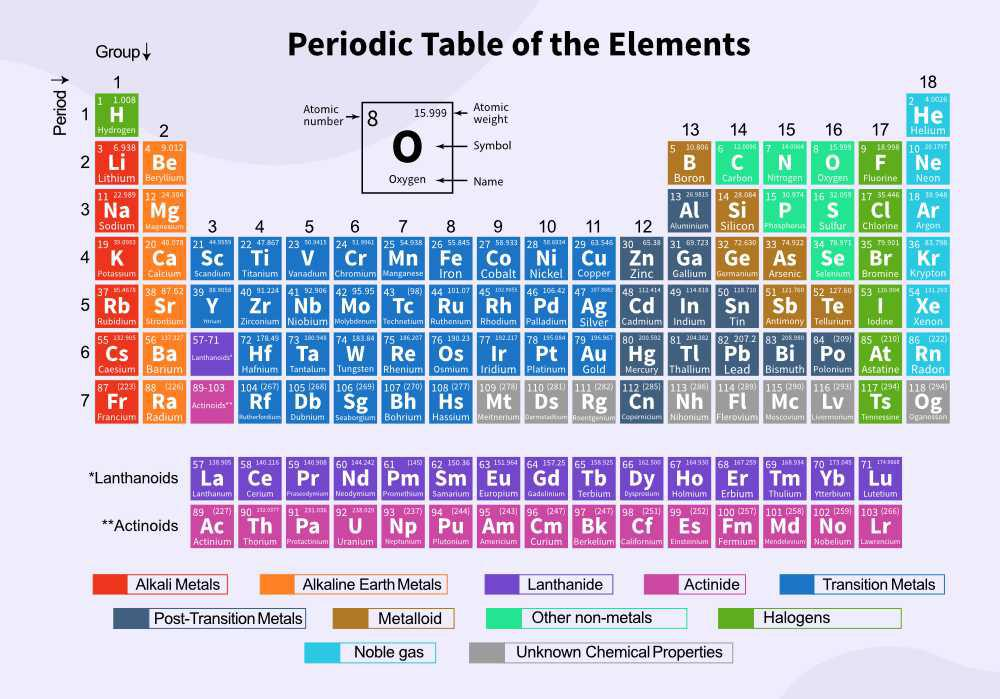 Periodic Table of the Elements
Group
Period
1 18
1
1 1.008
H
Hydrogen
2 4.0026
He
Helium
Atomic number
Atomic weight
Symbol
Name
8 15.999
O
Oxygen
2 13 14 15 16 17
2
3 6.938 4 9.012 5 10.806 6 7 8 15.999 9 18.998 10 20.1797
Li Be B C N O F Ne
Lithium Beryllium Boron Carbon Nitrogen Oxygen Fluorine Neon
3
11 22.989 12 24.304 13 26.9815 14 28.084 15 30.974 16 32.059 17 35.446 18 39.948
Na Mg Al Si P S Cl Ar
Sodium Magnesium Aluminium Silicon Phosphorus Sulfur Chlorine Argon
3 4 5 6 7 8 9 10 11 12
4
19 39.0983 20 40.078 21 44.9559 22 47.867 23 50.9415 24 51.9961 25 54.938 26 55.845 27 58.933 28 58.6934 29 63.546 30 65.38 31 69.723 32 72.630 33 74.922 34 78.971 35 79.901 36 83.798
K Ca Sc Ti V Cr Mn Fe Co Ni Cu Zn Ga Ge As Se Br Kr
Potassium Calcium Scandium Titanium Vanadium Chromium Manganese Iron Cobalt Nickel Copper Zinc Gallium Germanium Arsenic Selenium Bromine Krypton
5
37 85.4678 38 87.62 39 88.9058 40 91.224 41 92.906 42 95.95 43 (98) 44 101.07 45 102.9055 46 106.42 47 107.8682 48 112.414 49 114.818 50 118.710 51 121.760 52 127.60 53 126.904 54 131.293
Rb Sr Y Zr Nb Mo Tc Ru Rh Pd Ag Cd In Sn Sb Te I Xe
Rubidium Strontium Yttrium Zirconium Niobium Molybdenum Technetium Ruthenium Rhodium Palladium Silver Cadmium Indium Tin Antimony Tellurium Iodine Xenon
6
55 132.905 56 137.327 57-71 72 178.49 73 180.948 74 183.84 75 186.207 76 190.23 77 192.217 78 195.084 79 196.967 80 200.592 81 204.382 82 207.2 83 208.980 84 (209) 85 (210) 86 (222)
Cs Ba Lanthanoids* Hf Ta W Re Os Ir Pt Au Hg Tl Pb Bi Po At Rn
Caesium Barium Hafnium Tantalum Tungsten Rhenium Osmium Iridium Platinum Gold Mercury Thallium Lead Bismuth Polonium Astatine Radon
7
87 (223) 88 (226) 89-103 104 (267) 105 (268) 106 (269) 107 (270) 108 (277) 109 (278) 110 (281) 111 (282) 112 (285) 113 (286) 114 (289) 115 (290) 116 (293) 117 (294) 118 (294)
Fr Ra Actinoids** Rf Db Sg Bh Hs Mt Ds Rg Cn Nh Fl Mc Lv Ts Og
Francium Radium Rutherfordium Dubnium Seaborgium Bohrium Hassium Meitnerium Darmstadtium Roentgenium Copernicium Nihonium Flerovium Moscovium Livermorium Tennessine Oganesson
*Lanthanoids
57 138.905 58 140.116 59 140.908 60 144.242 61 (145) 62 150.36 63 151.964 64 157.25 65 158.925 66 162.500 67 164.930 68 167.259 69 168.934 70 173.045 71 174.9668
La Ce Pr Nd Pm Sm Eu Gd Tb Dy Ho Er Tm Yb Lu
Lanthanum Cerium Praseodymium Neodymium Promethium Samarium Europium Gadolinium Terbium Dysprosium Holmium Erbium Thulium Ytterbium Lutetium
**Actinoids
89 (227) 90 232.0377 91 231.036 92 238.029 93 (237) 94 (244) 95 (243) 96 (247) 97 (247) 98 (251) 99 (252) 100 (257) 101 (258) 102 (259) 103 (266)
Ac Th Pa U Np Pu Am Cm Bk Cf Es Fm Md No Lr
Actinium Thorium Protactinium Uranium Neptunium Plutonium Americium Curium Berkelium Californium Einsteinium Fermium Mendelevium Nobelium Lawrencium
Alkali Metals Alkaline Earth Metals Lanthanide Actinide Transition Metals
Post-Transition Metals Metalloid Other non-metals Halogens
Noble gas Unknown Chemical Properties